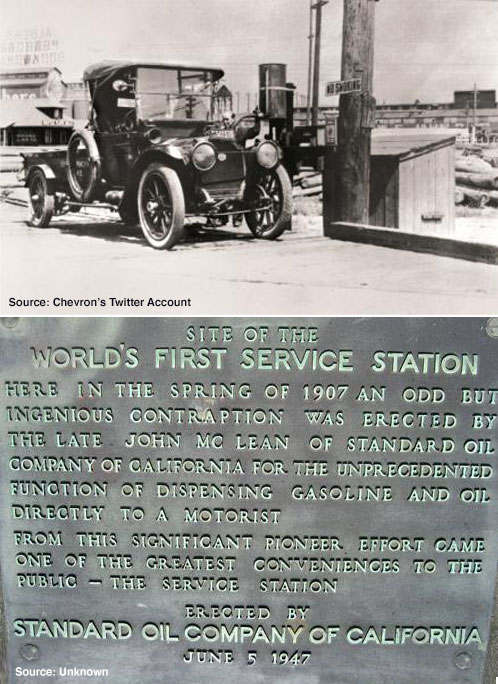 ALBERS
NO SMOKING
Source: Chevron's Twitter Account
SITE OF THE
WORLD'S FIRST SERVICE STATION
HERE IN THE SPRING OF 1907 AN ODD BUT
INGENIOUS CONTRAPTION WAS ERECTED BY
THE LATE JOHN MC LEAN OF STANDARD OIL
COMPANY OF CALIFORNIA FOR THE UNPRECEDENTED
FUNCTION OF DISPENSING GASOLINE AND OIL
DIRECTLY TO A MOTORIST
FROM THIS SIGNIFICANT PIONEER EFFORT CAME
ONE OF THE GREATEST CONVENIENCES TO THE
PUBLIC – THE SERVICE STATION
ERECTED BY
STANDARD OIL COMPANY OF CALIFORNIA
JUNE 5 1947
Source: Unknown